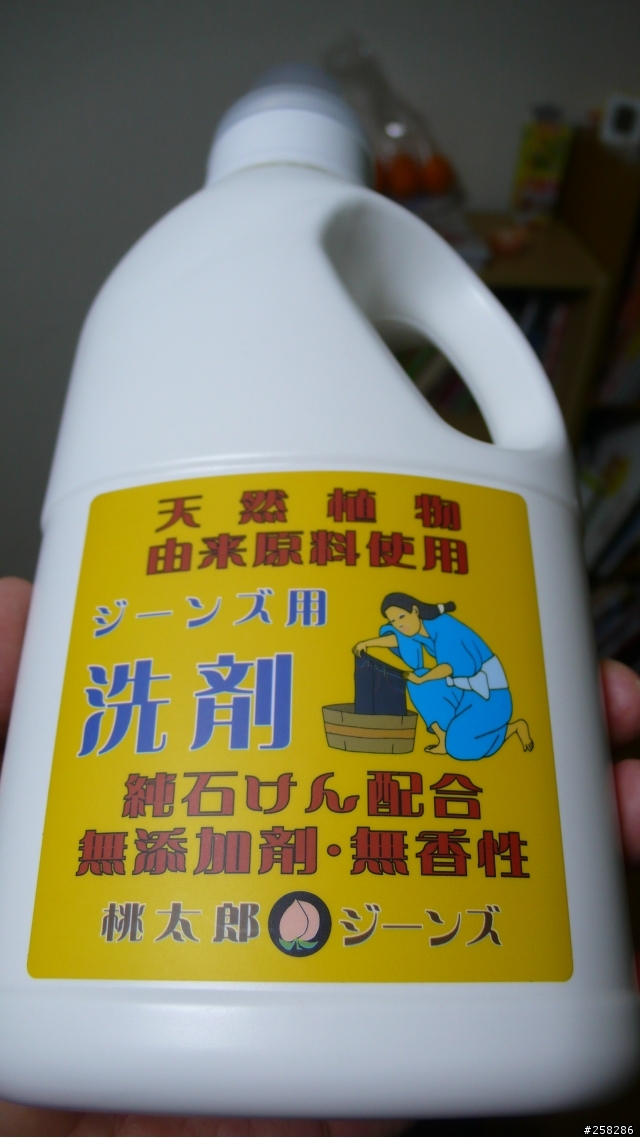 天然植物
由来原料使用
ジーンズ用
洗剤
純石けん配合
無添加剤・無香性
桃太郎ジーンズ
#258286